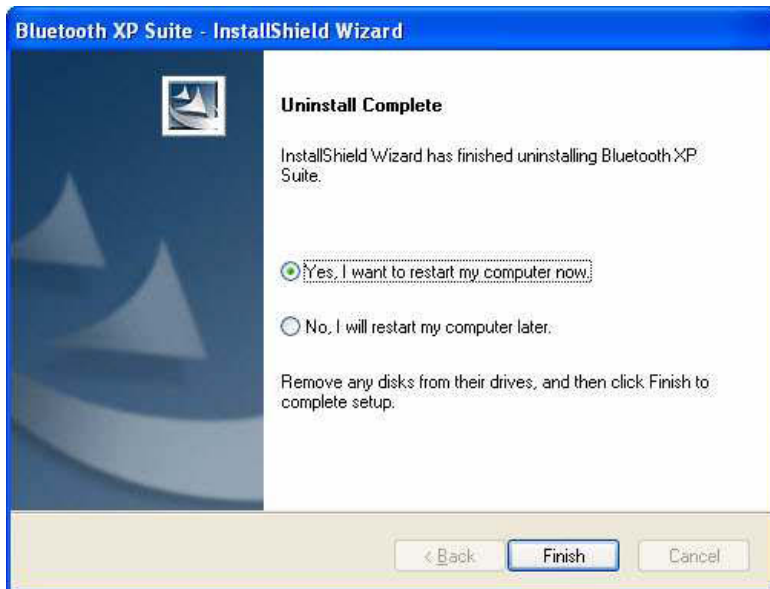 Bluetooth XP Suite - InstallShield Wizard
Uninstall Complete
InstallShield Wizard has finished uninstalling Bluetooth XP
Suite.
Yes, I want to restart my computer now.
No, I will restart my computer later.
Remove any disks from their drives, and then click Finish to
complete setup.
< Back Finish Cancel